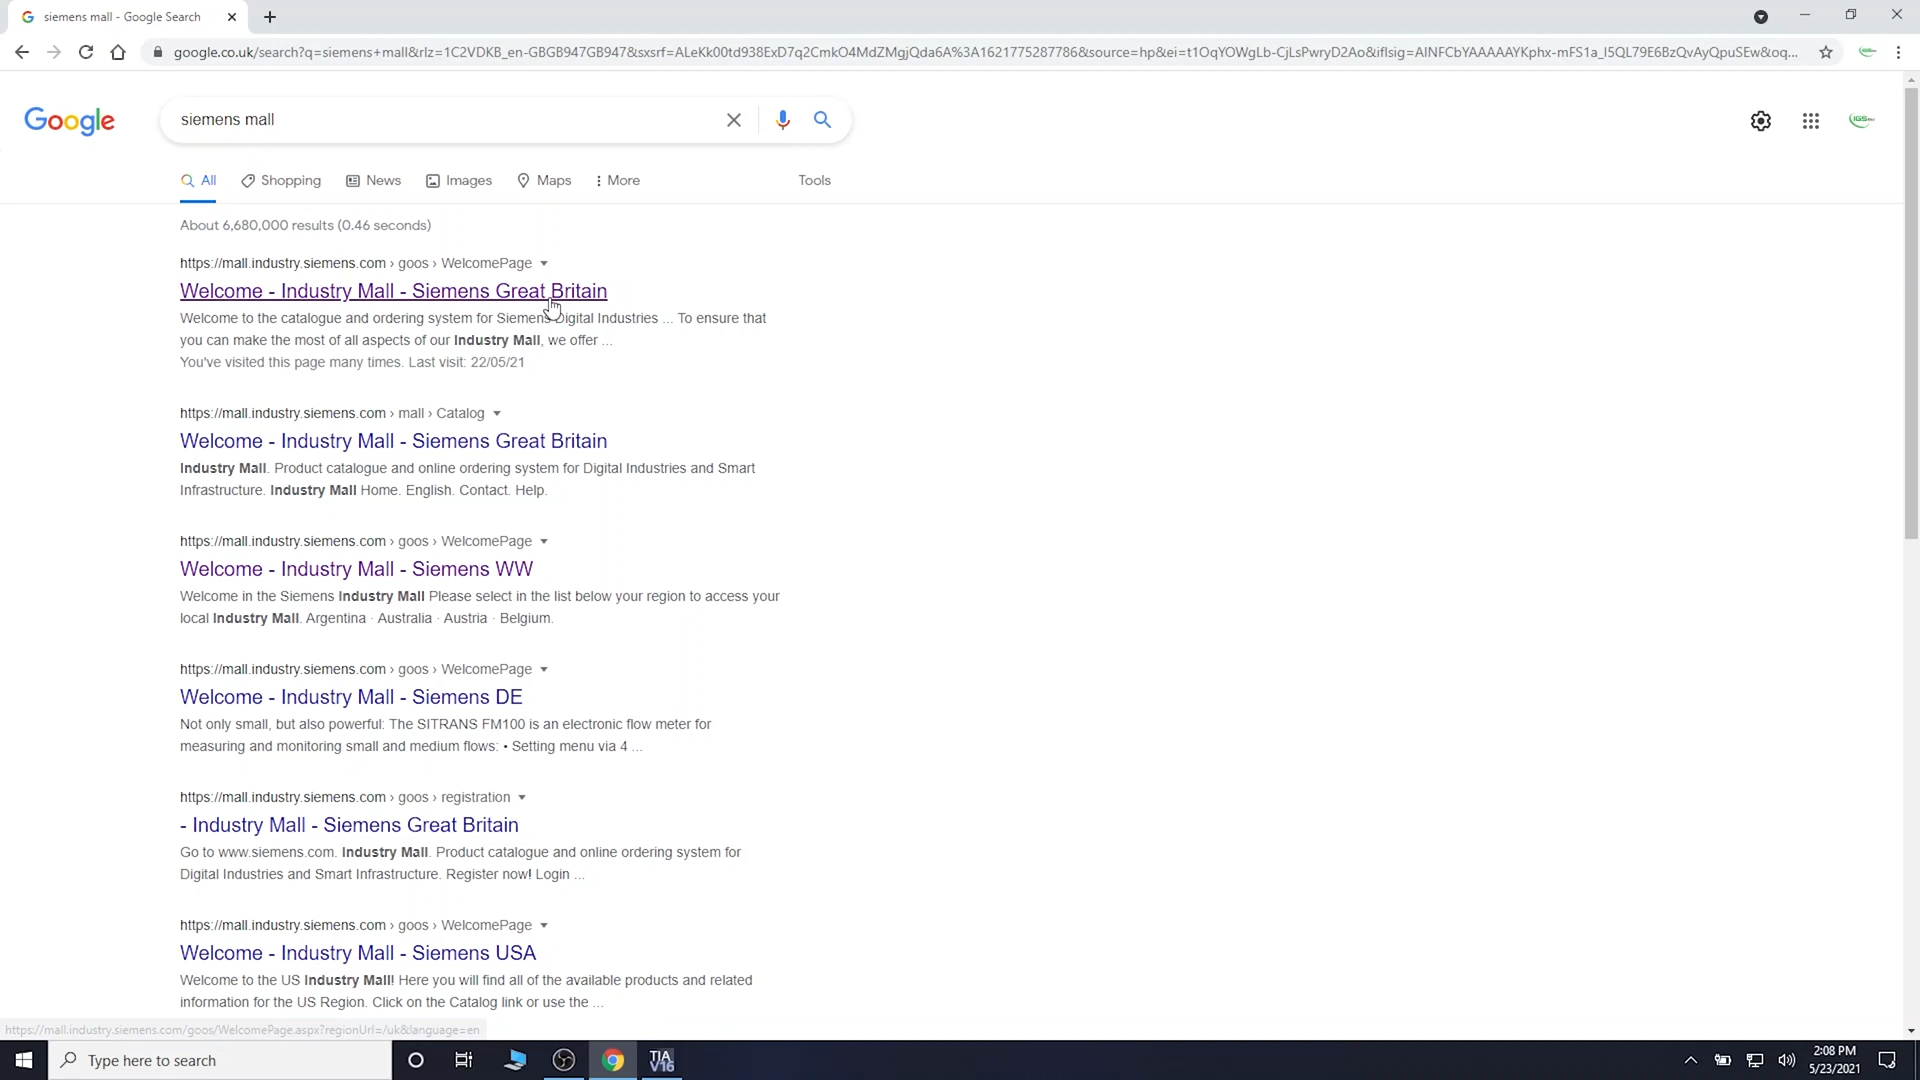 siemens mall - Google Search
google.co.uk/search?q=siemens+mall&rlz=1C2VDKB_en-GBGB947GB947&sxsrf=ALeKk00td938ExD7q2CmkO4MdZMgjQda6A%3A1621775287786&source=hp&ei=t1OqYOWgLb-CjLsPwryD2Ao&iflsig=AINFCbYAAAAAYKphx-mFS1a_I5QL79E6BzQvAyQpuSEw&oq...
Google
siemens mall
IGS
All Shopping News Images Maps More Tools
About 6,680,000 results (0.46 seconds)
https://mall.industry.siemens.com › goos › WelcomePage
Welcome - Industry Mall - Siemens Great Britain
Welcome to the catalogue and ordering system for Siemens Digital Industries ... To ensure that
you can make the most of all aspects of our Industry Mall, we offer ...
You've visited this page many times. Last visit: 22/05/21
https://mall.industry.siemens.com › mall › Catalog
Welcome - Industry Mall - Siemens Great Britain
Industry Mall. Product catalogue and online ordering system for Digital Industries and Smart
Infrastructure. Industry Mall Home. English. Contact. Help.
https://mall.industry.siemens.com › goos › WelcomePage
Welcome - Industry Mall - Siemens WW
Welcome in the Siemens Industry Mall Please select in the list below your region to access your
local Industry Mall. Argentina · Australia · Austria · Belgium.
https://mall.industry.siemens.com › goos › WelcomePage
Welcome - Industry Mall - Siemens DE
Not only small, but also powerful: The SITRANS FM100 is an electronic flow meter for
measuring and monitoring small and medium flows: • Setting menu via 4 ...
https://mall.industry.siemens.com › goos › registration
- Industry Mall - Siemens Great Britain
Go to www.siemens.com. Industry Mall. Product catalogue and online ordering system for
Digital Industries and Smart Infrastructure. Register now! Login ...
https://mall.industry.siemens.com › goos › WelcomePage
Welcome - Industry Mall - Siemens USA
Welcome to the US Industry Mall! Here you will find all of the available products and related
information for the US Region. Click on the Catalog link or use the ...
https://mall.industry.siemens.com/goos/WelcomePage.aspx?regionUrl=/uk&language=en
Type here to search
TIA
V16
2:08 PM
5/23/2021